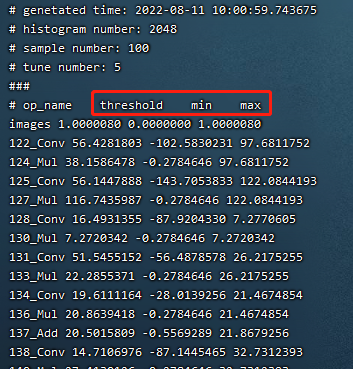 # genetated time: 2022-08-11 10:00:59.743675
# histogram number: 2048
# sample number: 100
# tune number: 5
###
# op_name threshold min max
images 1.0000080 0.0000000 1.0000080
122_Conv 56.4281803 -102.5830231 97.6811752
124_Mul 38.1586478 -0.2784646 97.6811752
125_Conv 56.1447888 -143.7053833 122.0844193
127_Mul 116.7435987 -0.2784646 122.0844193
128_Conv 16.4931355 -87.9204330 7.2770605
130_Mul 7.2720342 -0.2784646 7.2720342
131_Conv 51.5455152 -56.4878578 26.2175255
133_Mul 22.2855371 -0.2784646 26.2175255
134_Conv 19.6111164 -28.0139256 21.4674854
136_Mul 20.8639418 -0.2784646 21.4674854
137_Add 20.5015809 -0.5569289 21.8679256
138_Conv 14.7106976 -87.1445465 32.7312393